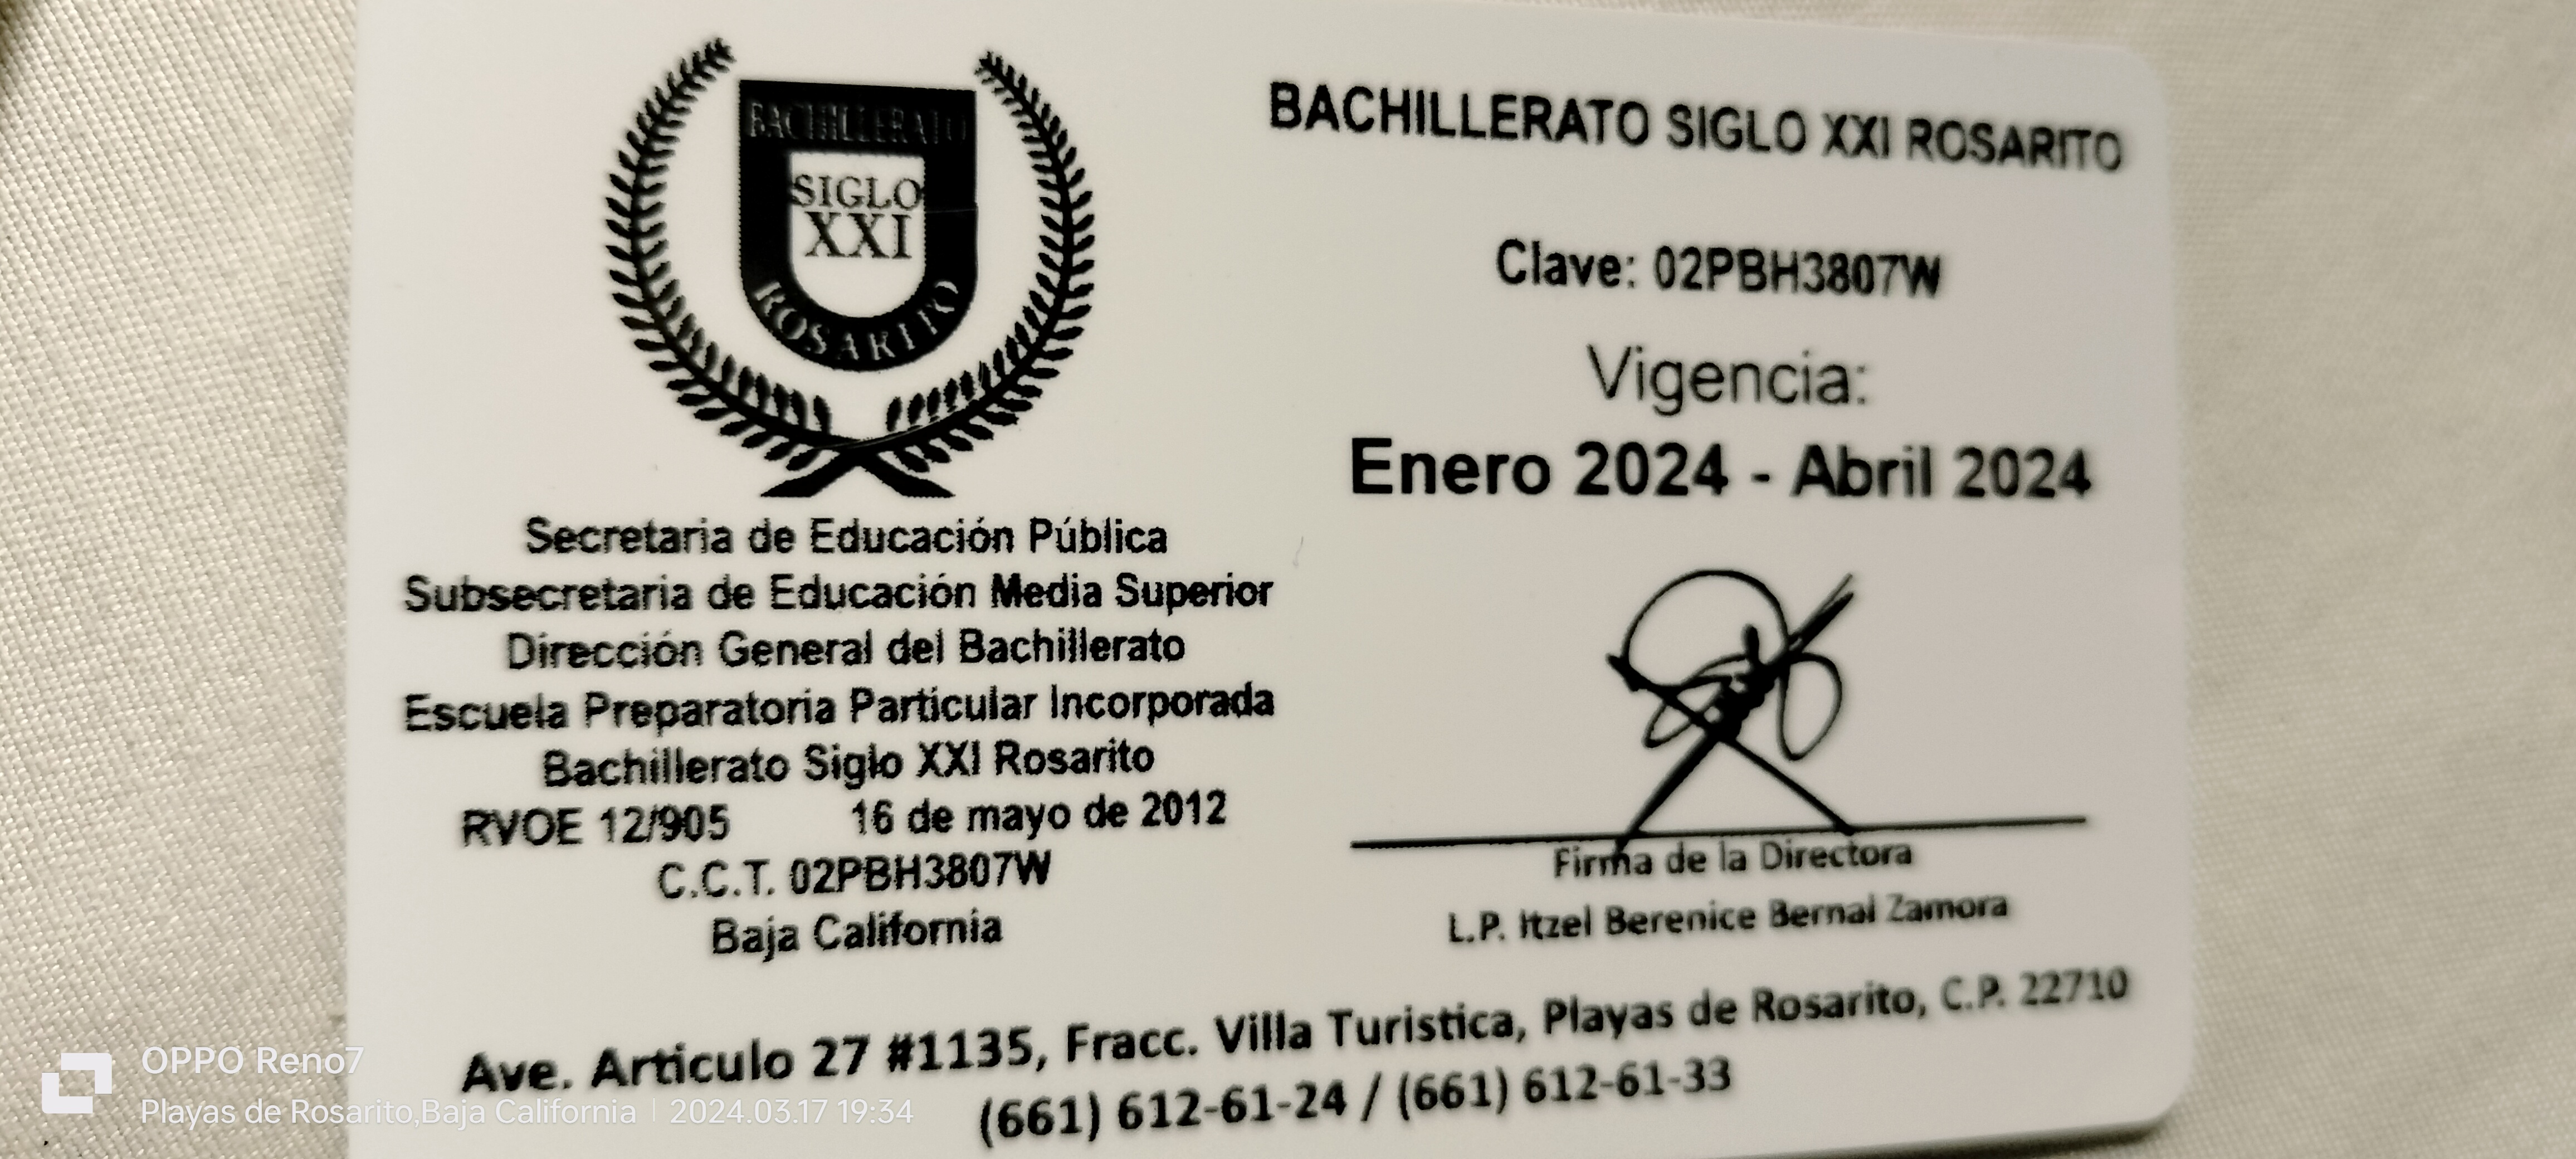 BACHILLERATO
SIGLO
XXI
ROSARITO
Secretaria de Educación Pública
Subsecretaria de Educación Media Superior
Dirección General del Bachillerato
Escuela Preparatoria Particular Incorporada
Bachillerato Siglo XXI Rosarito
RVOE 12/905 16 de mayo de 2012
C.C.T. 02PBH3807W
Baja California
BACHILLERATO SIGLO XXI ROSARITO
Clave: 02PBH3807W
Vigencia:
Enero 2024 - Abril 2024
Firma de la Directora
L.P. Itzel Berenice Bernal Zamora
Ave. Articulo 27 #1135, Fracc. Villa Turistica, Playas de Rosarito, C.P. 22710
(661) 612-61-24 / (661) 612-61-33
OPPO Reno7
Playas de Rosarito,Baja California | 2024.03.17 19:34